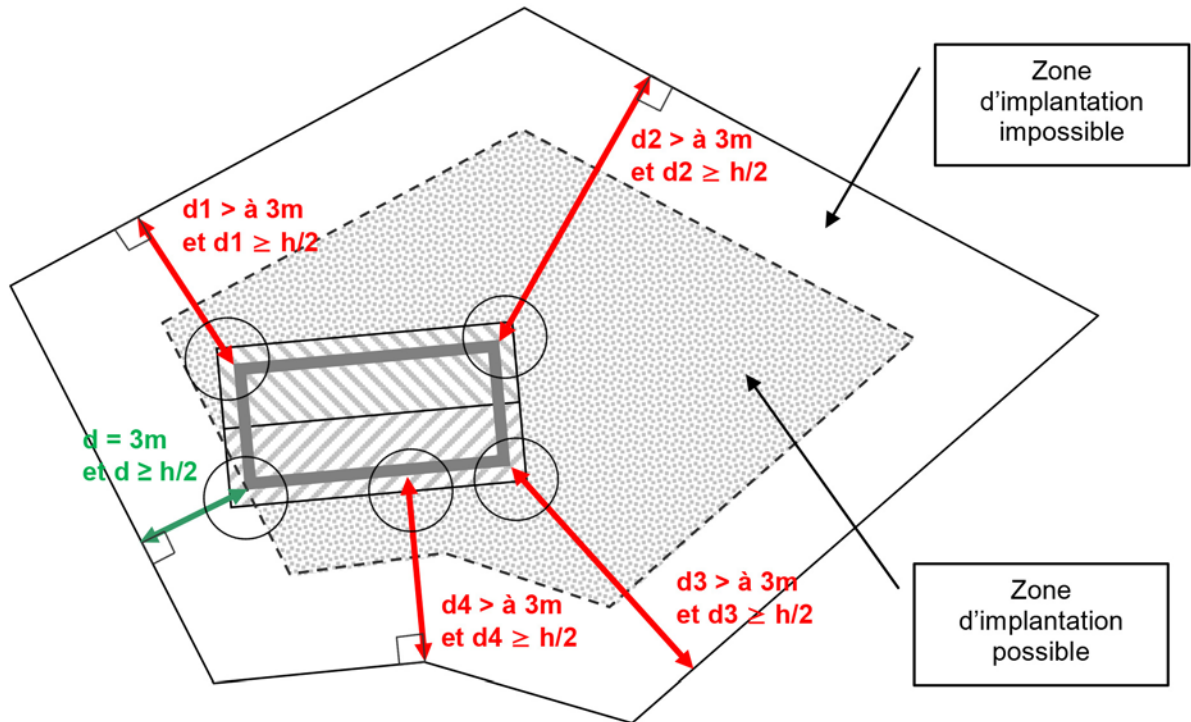 Zone
d'implantation
impossible
d2 > à 3m
et d2 ≥ h/2
d1 > à 3m
et d1 ≥ h/2
d = 3m
et d ≥ h/2
d3 > à 3m
et d3 ≥ h/2
d4 > à 3m
et d4 ≥ h/2
Zone
d'implantation
possible